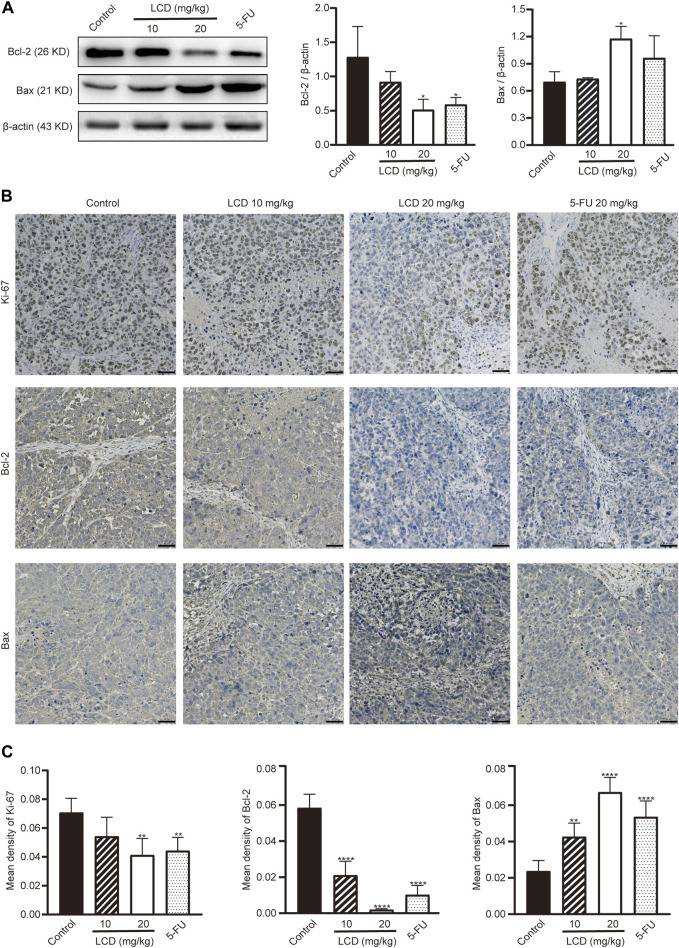 A
Control
LCD (mg/kg)
10
20
5-FU
Bcl-2 (26 KD)
Bax (21 KD)
β-actin (43 KD)
Bcl-2 / β-actin
2.0
1.5
1.0
0.5
0.0
*
*
Control
10
20
LCD (mg/kg)
5-FU
Bax / β-actin
1.5
1.2
0.9
0.6
0.3
0.0
*
Control
10
20
LCD (mg/kg)
5-FU
B
Control
LCD 10 mg/kg
LCD 20 mg/kg
5-FU 20 mg/kg
Ki-67
Bcl-2
Bax
C
Mean density of Ki-67
0.10
0.08
0.06
0.04
0.02
0.00
**
**
Control
10
20
LCD (mg/kg)
5-FU
Mean density of Bcl-2
0.08
0.06
0.04
0.02
0.00
****
****
****
Control
10
20
LCD (mg/kg)
5-FU
Mean density of Bax
0.08
0.06
0.04
0.02
0.00
**
****
****
Control
10
20
LCD (mg/kg)
5-FU